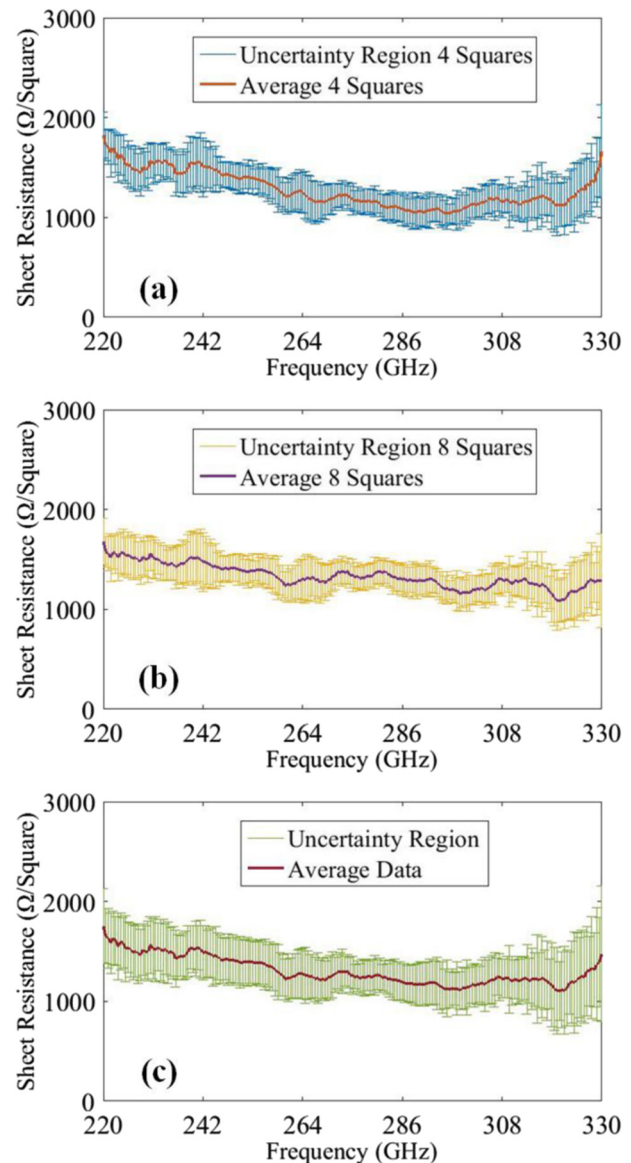 3000
Uncertainty Region 4 Squares
Average 4 Squares
2000
1000
0
Sheet Resistance (Ω/Square)
(a)
220 242 264 286 308 330
Frequency (GHz)
3000
Uncertainty Region 8 Squares
Average 8 Squares
2000
1000
0
Sheet Resistance (Ω/Square)
(b)
220 242 264 286 308 330
Frequency (GHz)
3000
Uncertainty Region
Average Data
2000
1000
0
Sheet Resistance (Ω/Square)
(c)
220 242 264 286 308 330
Frequency (GHz)